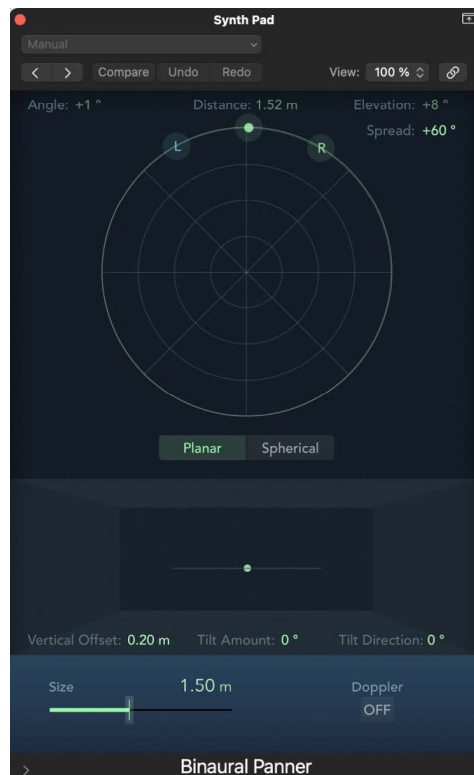 Synth Pad
Manual
Compare Undo Redo View: 100 %
Angle: +1 ° Distance: 1.52 m Elevation: +8 °
Spread: +60 °
L R
Planar Spherical
Vertical Offset: 0.20 m Tilt Amount: 0 ° Tilt Direction: 0 °
Size 1.50 m Doppler
OFF
Binaural Panner